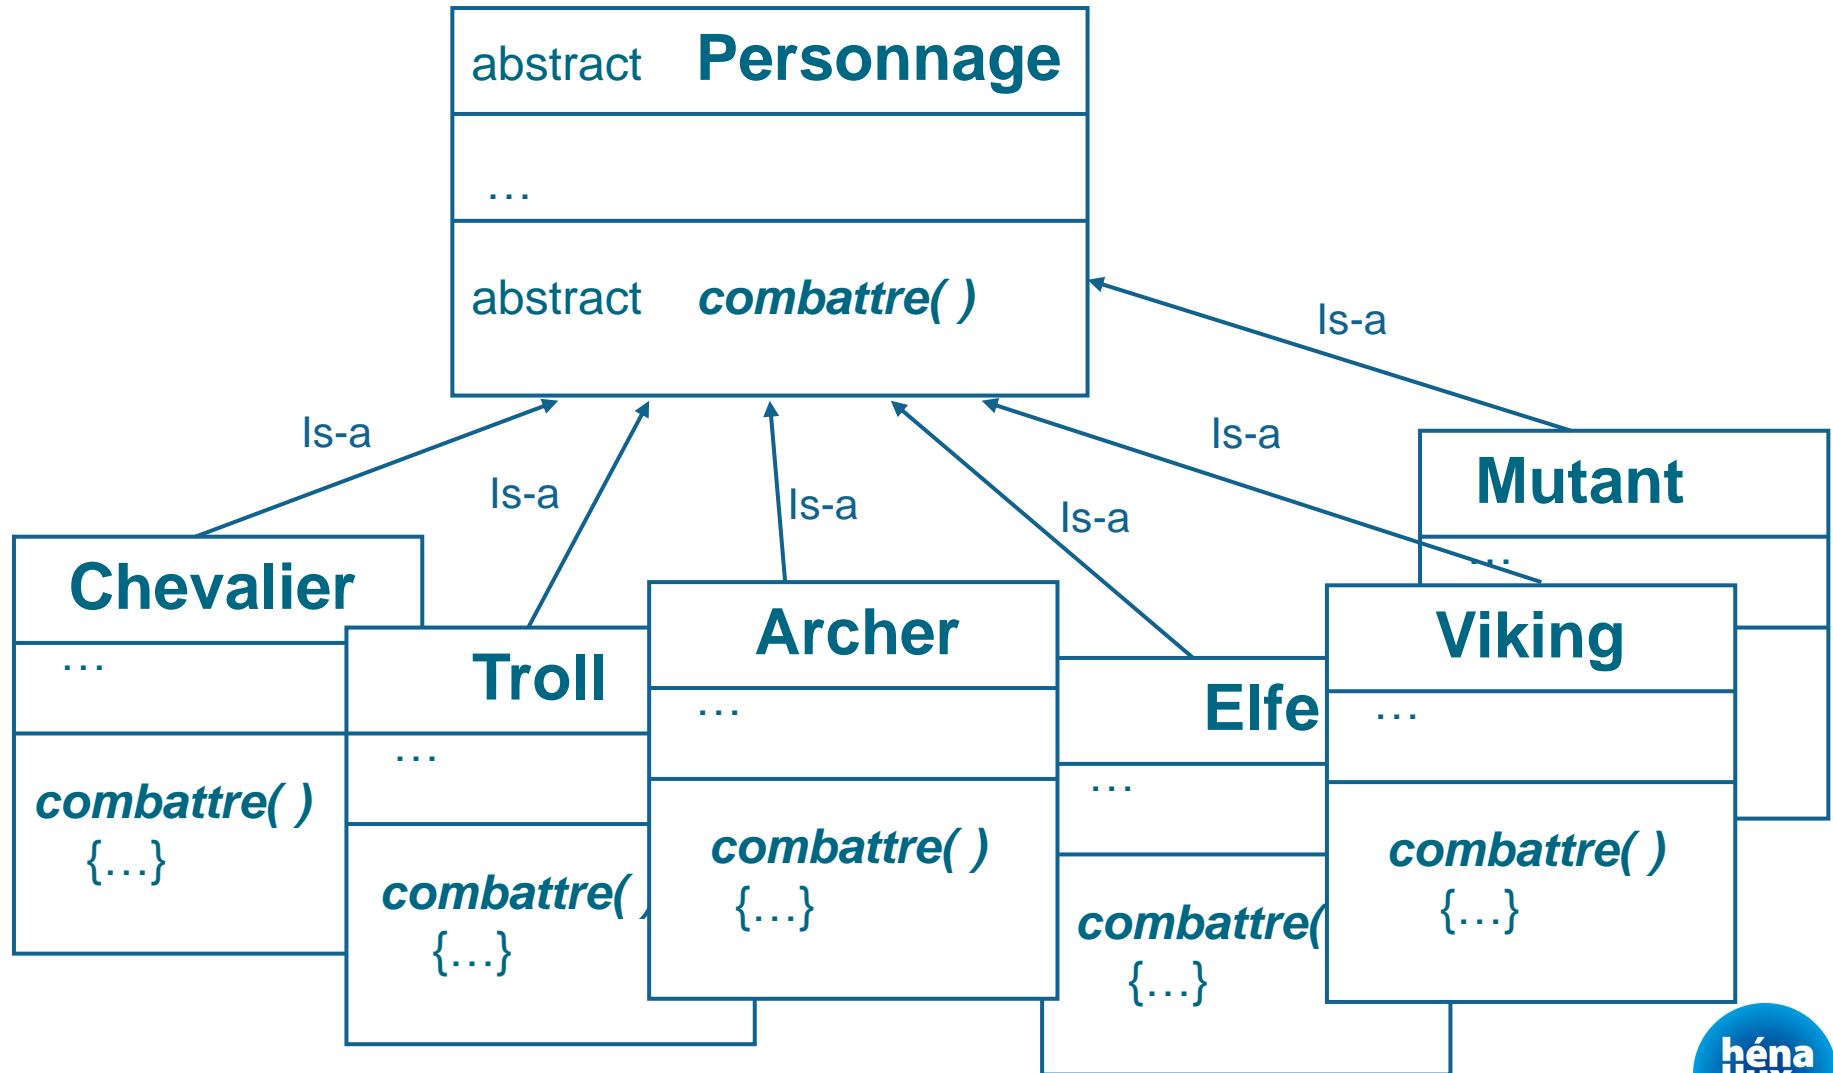 abstract Personnage
…
abstract combattre( )
Is-a
Is-a
Is-a
Is-a
Is-a
Is-a
Chevalier
…
combattre( )
{…}
Troll
…
combattre( )
{…}
Archer
…
combattre( )
{…}
Elfe
…
combattre(
{…}
Viking
…
combattre( )
{…}
Mutant
…
héna